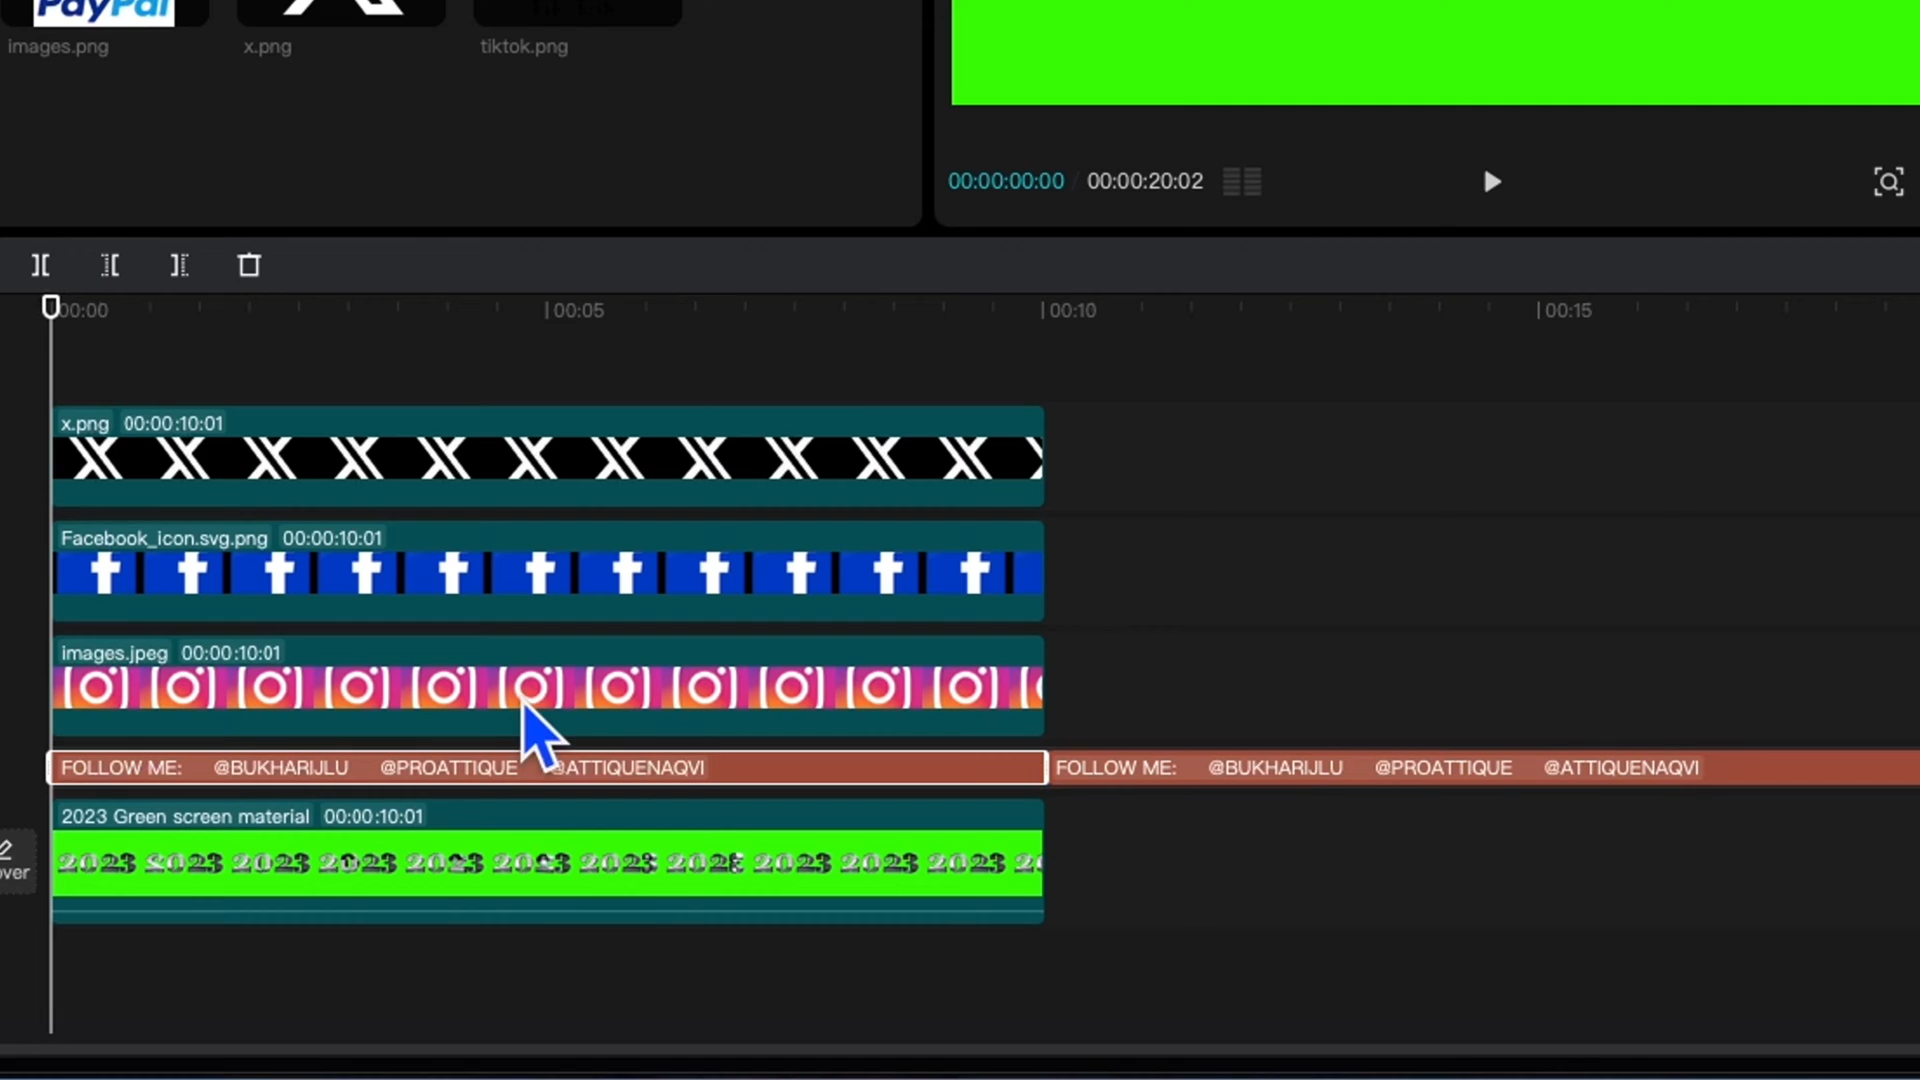 PayPal
images.png
x.png
tiktok.png
00:00:00:00 / 00:00:20:02
00:00
00:05
00:10
00:15
x.png 00:00:10:01
Facebook_icon.svg.png 00:00:10:01
images.jpeg 00:00:10:01
FOLLOW ME: @BUKHARIJLU @PROATTIQUE @ATTIQUENAQVI
FOLLOW ME: @BUKHARIJLU @PROATTIQUE @ATTIQUENAQVI
2023 Green screen material 00:00:10:01
2023 2023 2023 2023 2023 2023 2023 2023 2023 2023 2023